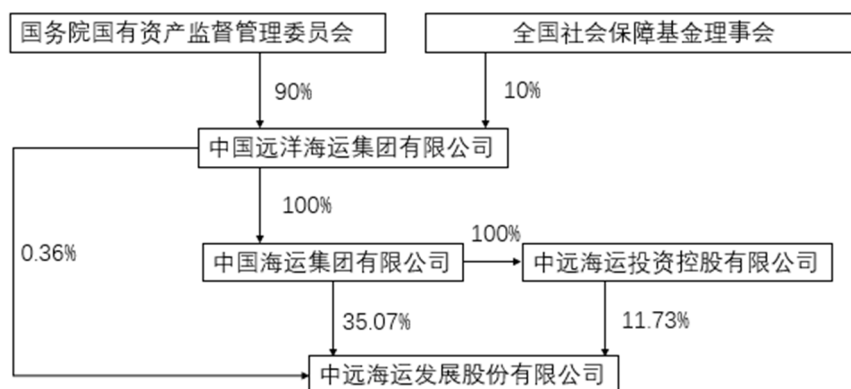 国务院国有资产监督管理委员会
全国社会保障基金理事会
90%
10%
中国远洋海运集团有限公司
100%
0.36%
100%
中国海运集团有限公司
中远海运投资控股有限公司
35.07%
11.73%
中远海运发展股份有限公司